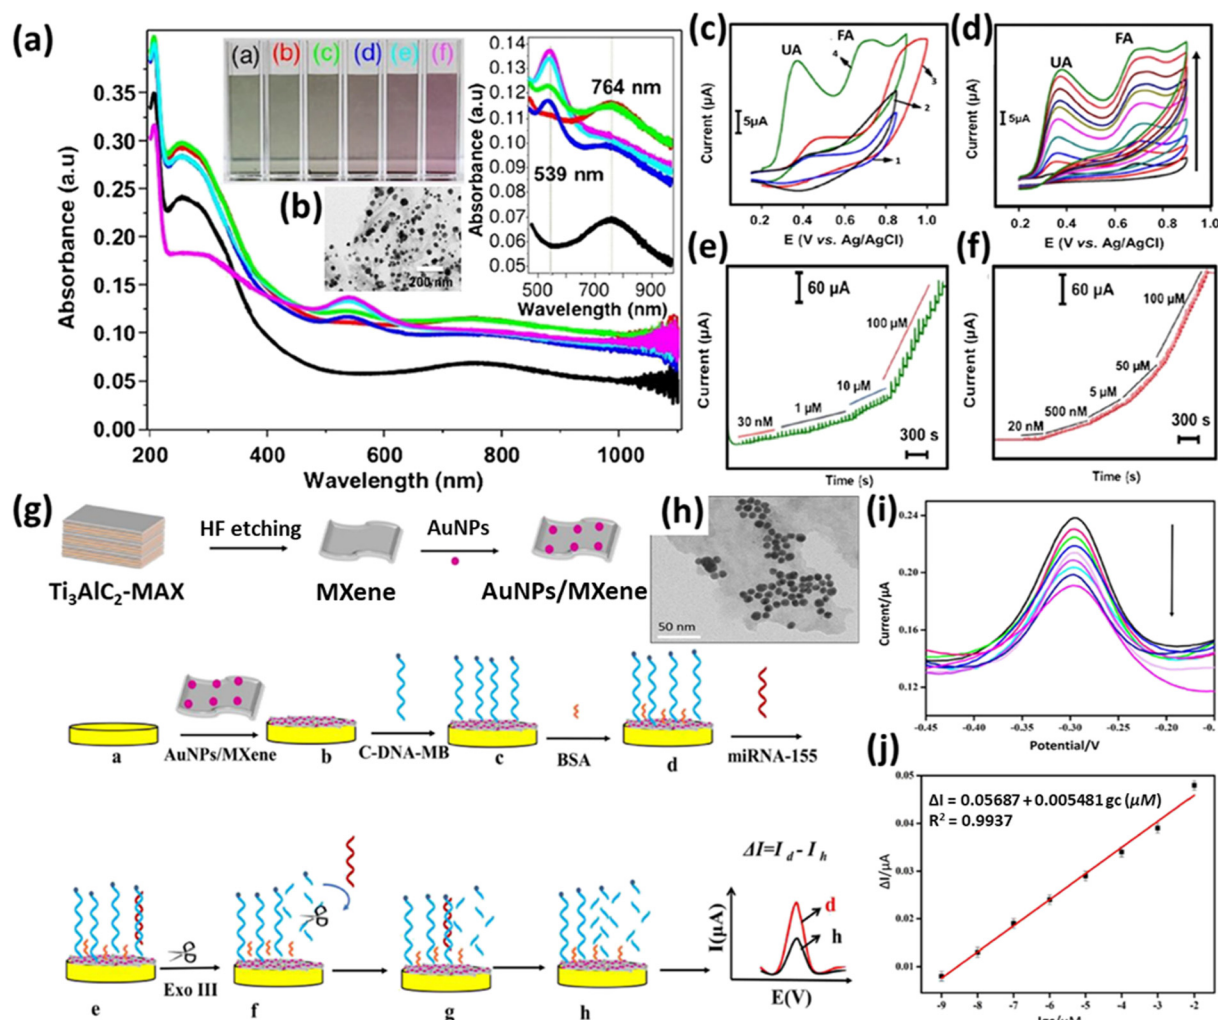 (a)
(a) (b) (c) (d) (e) (f)
Absorbance (a.u)
0.35
0.30
0.25
0.20
0.15
0.10
0.05
0.00
200 400 600 800 1000
Wavelength (nm)
(b)
200 nm
Absorbance (a.u)
0.14
0.13
0.12
0.11
0.10
0.09
0.08
0.07
0.06
0.05
764 nm
539 nm
500 700 900
Wavelength (nm)
(c)
Current (µA)
UA
FA
4
3
2
1
5µA
0.2 0.4 0.6 0.8 1.0
E (V vs. Ag/AgCl)
(d)
Current (µA)
UA
FA
5µA
0.2 0.4 0.6 0.8
E (V vs. Ag/AgCl)
(e)
60 µA
Current (µA)
100 µM
10 µM
1 µM
30 nM
300 s
Time (s)
(f)
60 µA
Current (µA)
100 µM
50 µM
5 µM
500 nM
20 nM
300 s
Time (s)
(g)
Ti3AlC2-MAX
HF etching
MXene
AuNPs
AuNPs/MXene
(h)
50 nm
a
AuNPs/MXene
b
C-DNA-MB
c
BSA
d
miRNA-155
e
Exo III
f
g
h
ΔI=I d - I h
I(µA)
d
h
E(V)
(i)
Current/µA
0.24
0.20
0.16
0.12
-0.45 -0.40 -0.35 -0.30 -0.25 -0.20
Potential/V
(j)
ΔI = 0.05687 + 0.005481 gc (µM)
R2 = 0.9937
ΔI/µA
0.05
0.04
0.03
0.02
0.01
-9 -8 -7 -6 -5 -4 -3 -2